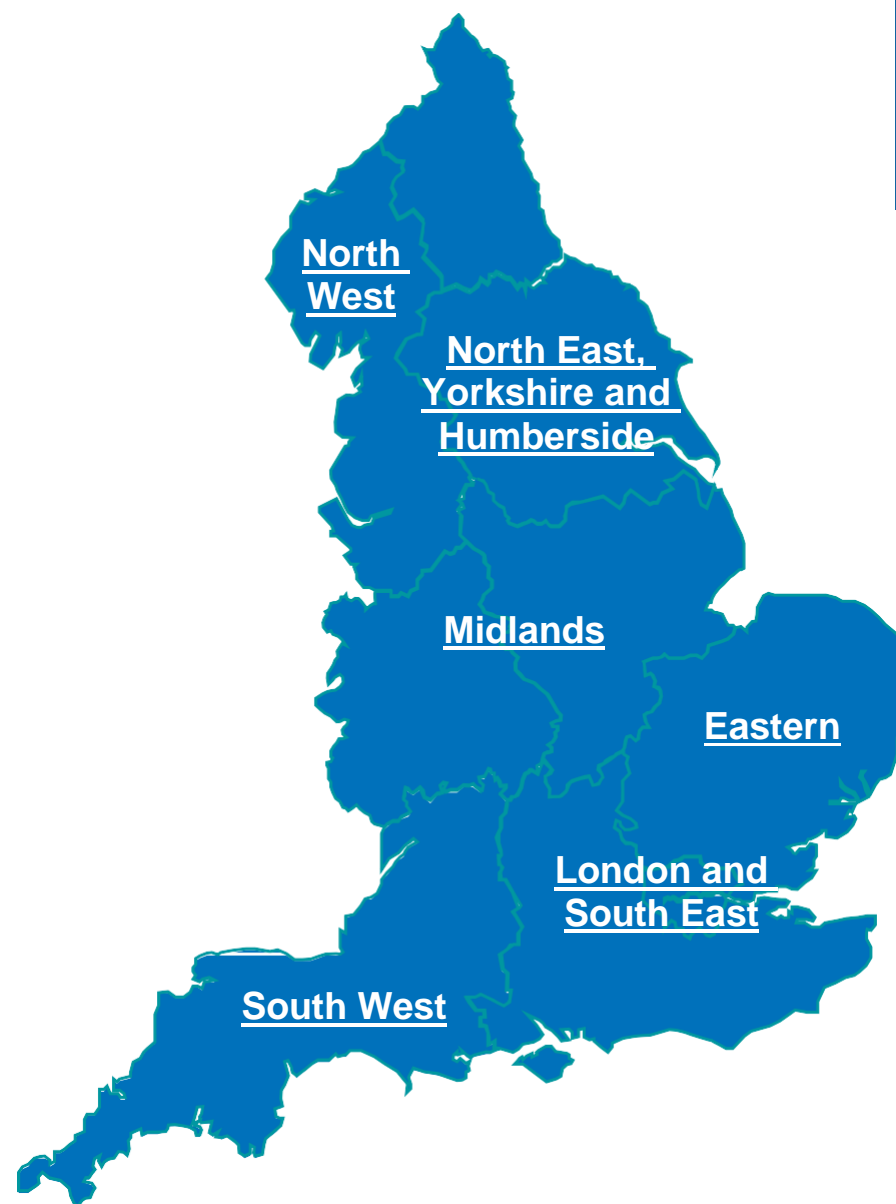 North
West
North East,
Yorkshire and
Humberside
Midlands
Eastern
London and
South East
South West